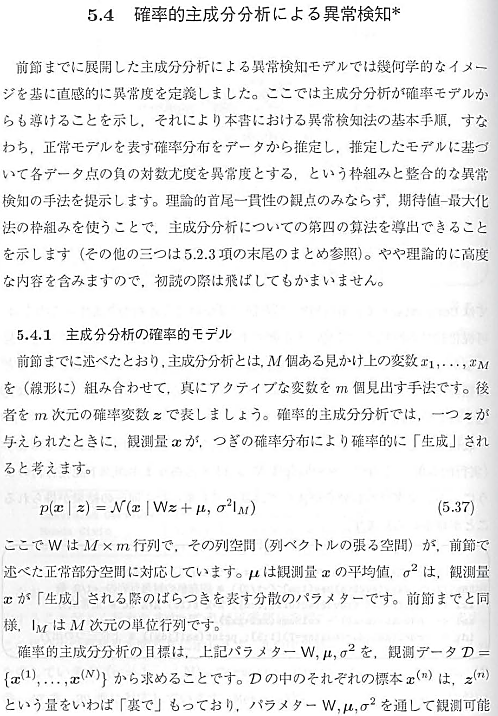 5.4 確率的主成分分析による異常検知*
前節までに展開した主成分分析による異常検知モデルでは幾何学的なイメー
ジを基に直感的に異常度を定義しました。ここでは主成分分析が確率モデルか
らも導けることを示し，それにより本書における異常検知法の基本手順，すな
わち，正常モデルを表す確率分布をデータから推定し，推定したモデルに基づ
いて各データ点の負の対数尤度を異常度とする，という枠組みと整合的な異常
検知の手法を提示します。理論的首尾一貫性の観点のみならず，期待値–最大化
法の枠組みを使うことで，主成分分析についての第四の算法を導出できること
を示します（その他の三つは 5.2.3 項の末尾のまとめ参照）。やや理論的に高度
な内容を含みますので，初読の際は飛ばしてもかまいません。
5.4.1 主成分分析の確率的モデル
前節までに述べたとおり，主成分分析とは，M 個ある見かけ上の変数 x₁, . . . , x_M
を（線形に）組み合わせて，真にアクティブな変数を m 個見出す手法です。後
者を m 次元の確率変数 z で表しましょう。確率的主成分分析では，一つ z が
与えられたときに，観測量 x が，つぎの確率分布により確率的に「生成」され
ると考えます。
p(x | z) = N(x | Wz + μ, σ²I_M) (5.37)
ここで W は M × m 行列で，その列空間（列ベクトルの張る空間）が，前節で
述べた正常部分空間に対応しています。μ は観測量 x の平均値，σ² は，観測量
x が「生成」される際のばらつきを表す分散のパラメターです。前節までと同
様，I_M は M 次元の単位行列です。
確率的主成分分析の目標は，上記パラメター W, μ, σ² を，観測データ D =
{x⁽¹⁾, . . . , x⁽ᴺ⁾} から求めることです。D の中のそれぞれの標本 x⁽ⁿ⁾ は，z⁽ⁿ⁾
という量をいわば「裏で」もっており，パラメター W, μ, σ² を通して観測可能